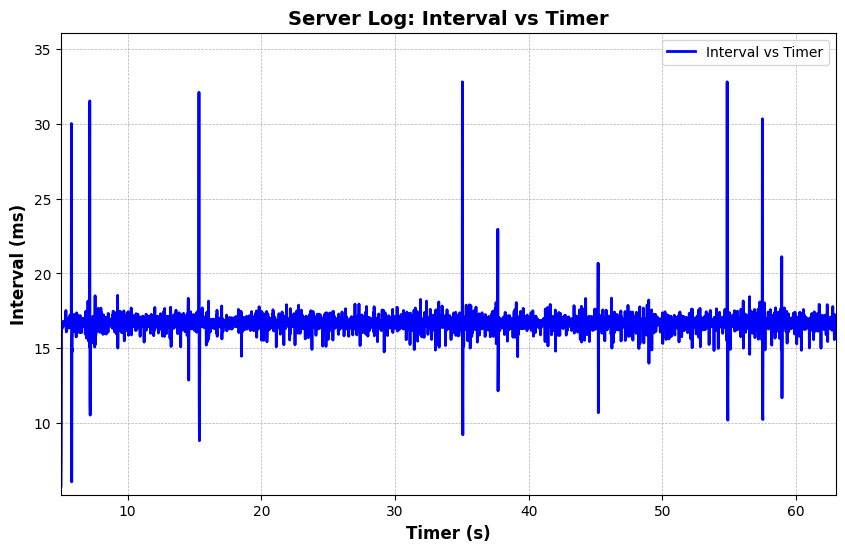 Server Log: Interval vs Timer
Interval vs Timer
Interval (ms)
35
30
25
20
15
10
10 20 30 40 50 60
Timer (s)